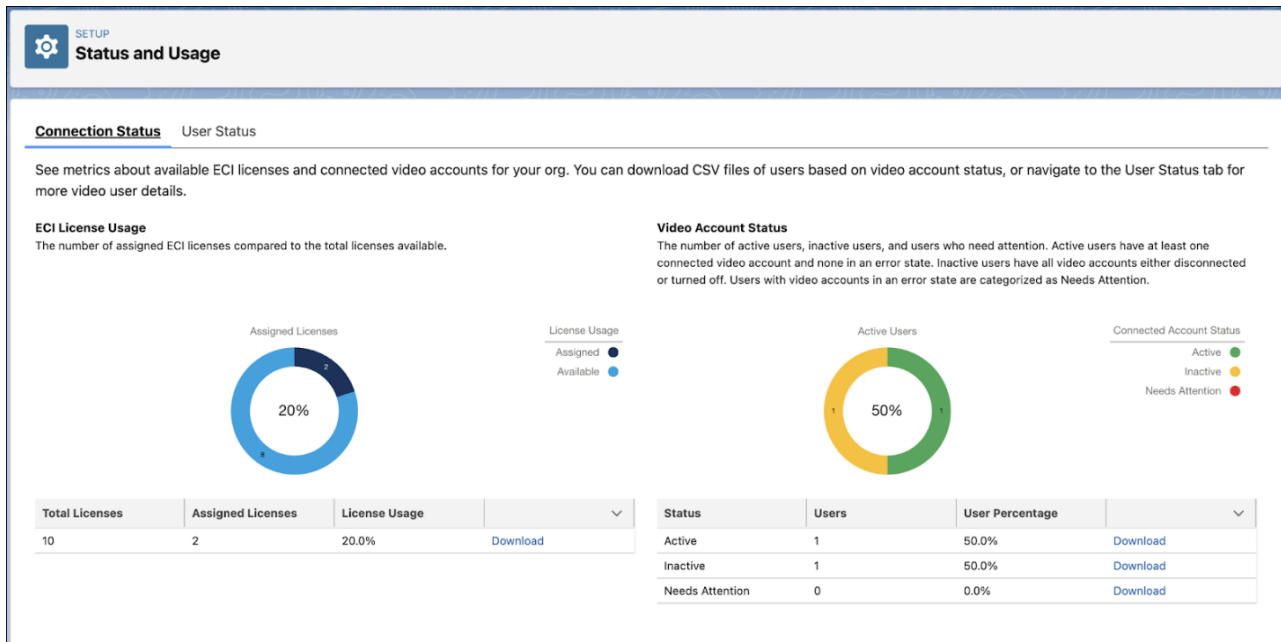 SETUP
Status and Usage
Connection Status User Status
See metrics about available ECI licenses and connected video accounts for your org. You can download CSV files of users based on video account status, or navigate to the User Status tab for
more video user details.
ECI License Usage
The number of assigned ECI licenses compared to the total licenses available.
Assigned Licenses
2
20%
8
License Usage
Assigned
Available
Total Licenses Assigned Licenses License Usage
10 2 20.0% Download
Video Account Status
The number of active users, inactive users, and users who need attention. Active users have at least one
connected video account and none in an error state. Inactive users have all video accounts either disconnected
or turned off. Users with video accounts in an error state are categorized as Needs Attention.
Active Users
1 50% 1
Connected Account Status
Active
Inactive
Needs Attention
Status Users User Percentage
Active 1 50.0% Download
Inactive 1 50.0% Download
Needs Attention 0 0.0% Download